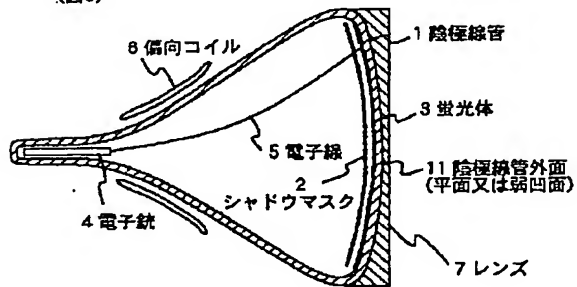 6 偏向コイル
1 陰極線管
3 蛍光体
5 電子線
11 陰極線管外面
(平面又は弱凹面)
2
シャドウマスク
4 電子銃
7 レンズ